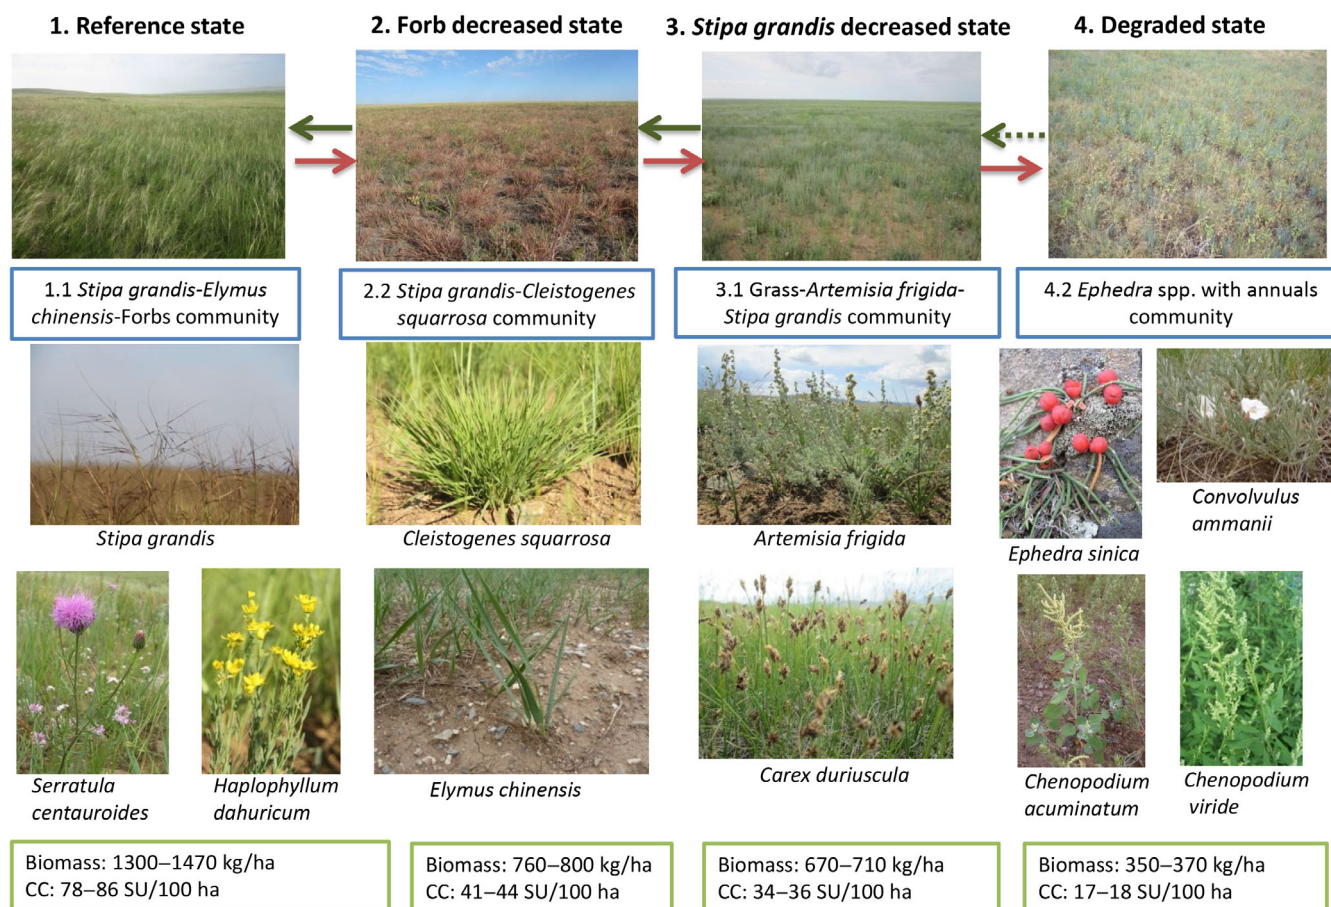 1. Reference state
2. Forb decreased state
3. Stipa grandis decreased state
4. Degraded state
1.1 Stipa grandis-Elymus
chinensis-Forbs community
2.2 Stipa grandis-Cleistogenes
squarrosa community
3.1 Grass-Artemisia frigida-
Stipa grandis community
4.2 Ephedra spp. with annuals
community
Stipa grandis
Cleistogenes squarrosa
Artemisia frigida
Ephedra sinica
Convolvulus
ammanii
Serratula
centauroides
Haplophyllum
dahuricum
Elymus chinensis
Carex duriuscula
Chenopodium
acuminatum
Chenopodium
viride
Biomass: 1300–1470 kg/ha
CC: 78–86 SU/100 ha
Biomass: 760–800 kg/ha
CC: 41–44 SU/100 ha
Biomass: 670–710 kg/ha
CC: 34–36 SU/100 ha
Biomass: 350–370 kg/ha
CC: 17–18 SU/100 ha